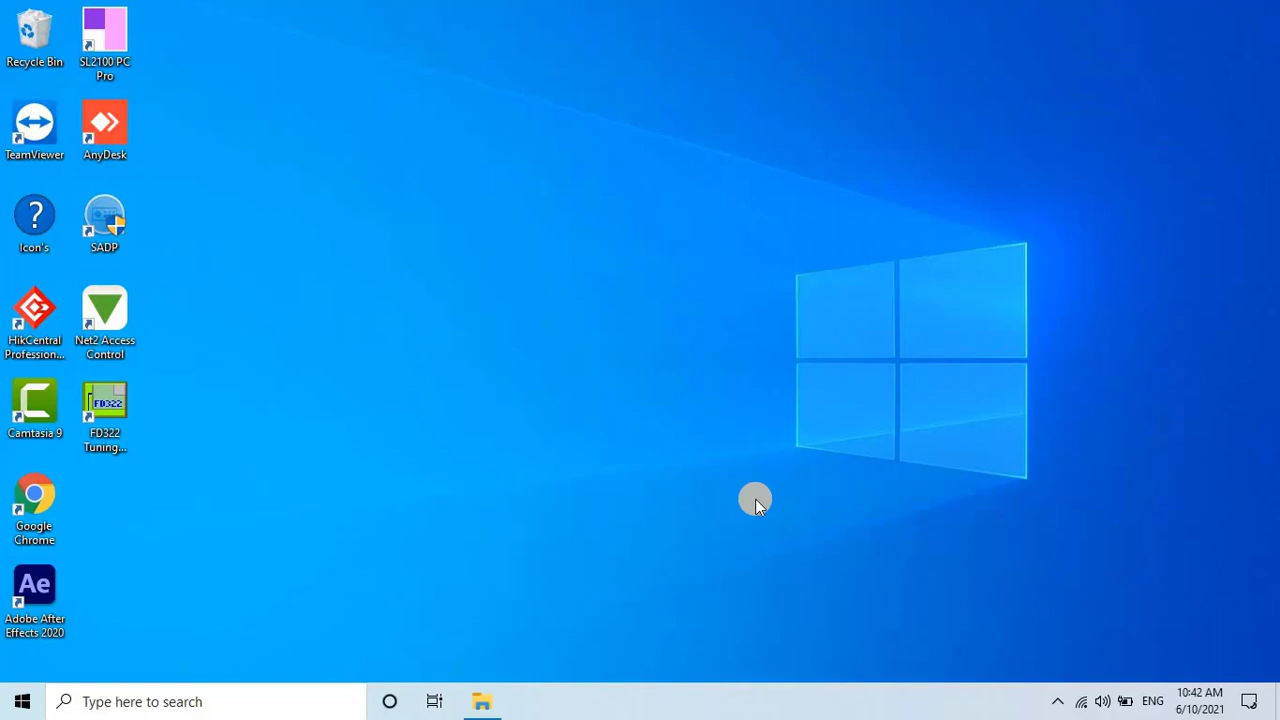 Recycle Bin
SL2100 PC
Pro
TeamViewer
AnyDesk
?
Icon's
SADP
HikCentral
Profession...
Net2 Access
Control
Camtasia 9
FD322
FD322
Tuning...
Google
Chrome
Ae
Adobe After
Effects 2020
Type here to search
ENG
10:42 AM
6/10/2021